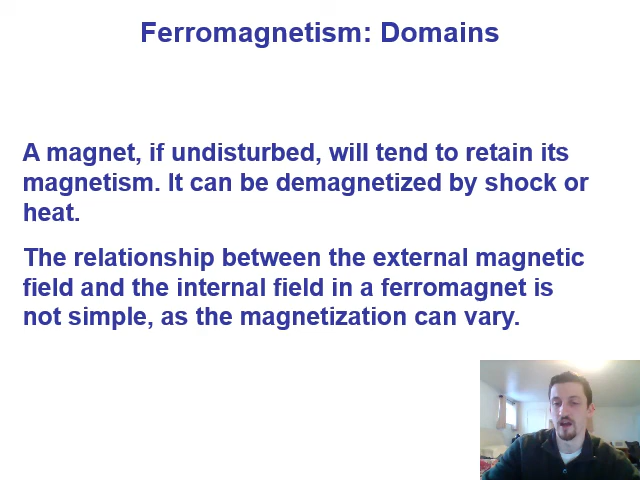 Ferromagnetism: Domains
A magnet, if undisturbed, will tend to retain its
magnetism. It can be demagnetized by shock or
heat.
The relationship between the external magnetic
field and the internal field in a ferromagnet is
not simple, as the magnetization can vary.